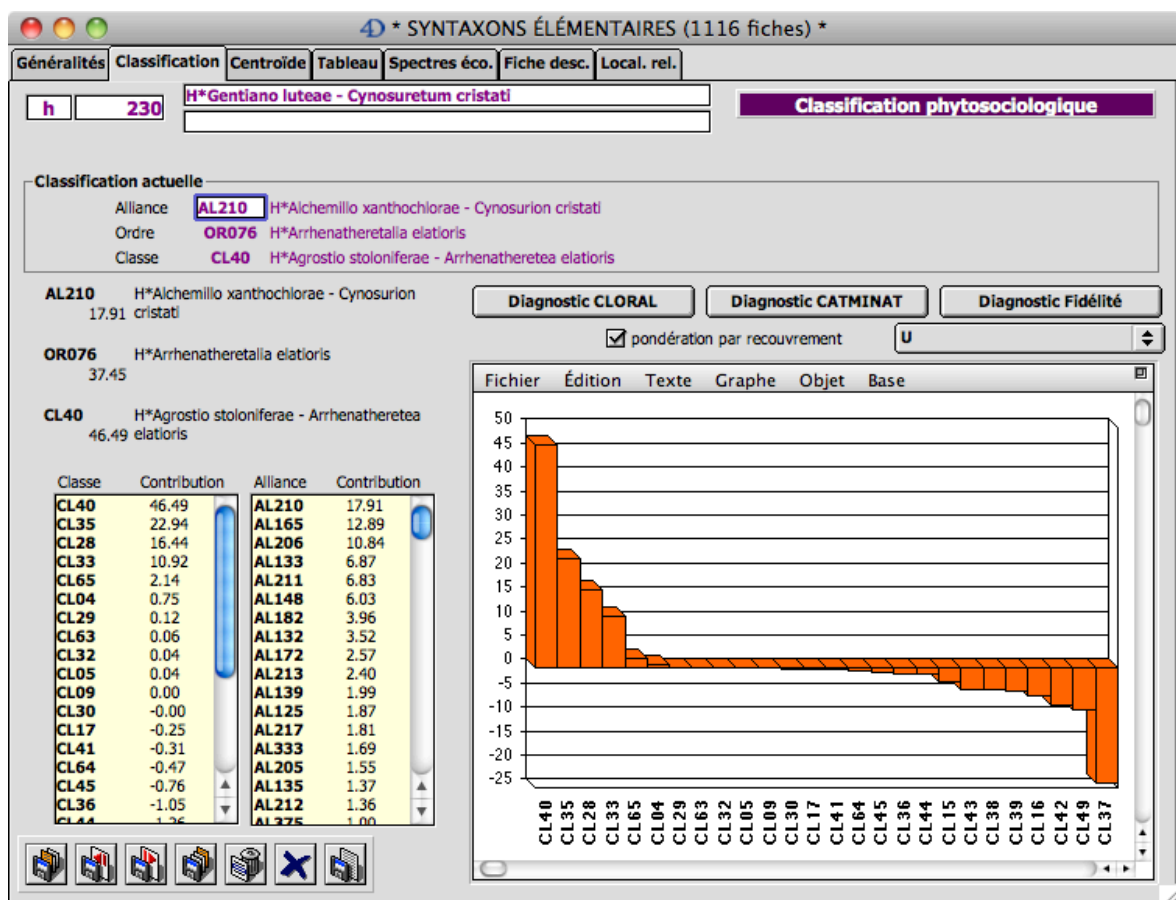 4D * SYNTAXONS ÉLÉMENTAIRES (1116 fiches) *
Généralités Classification Centroïde Tableau Spectres éco. Fiche desc. Local. rel.
h 230 H*Gentiano luteae - Cynosuretum cristati
Classification phytosociologique
Classification actuelle
Alliance AL210 H*Alchemillo xanthochlorae - Cynosurion cristati
Ordre OR076 H*Arrhenatheretalia elatioris
Classe CL40 H*Agrostio stoloniferae - Arrhenatheretea elatioris
AL210 H*Alchemillo xanthochlorae - Cynosurion
17.91 cristati
OR076 H*Arrhenatheretalia elatioris
37.45
CL40 H*Agrostio stoloniferae - Arrhenatheretea
46.49 elatioris
Diagnostic CLORAL Diagnostic CATMINAT Diagnostic Fidélité
pondération par recouvrement U
Classe Contribution Alliance Contribution
CL40 46.49 AL210 17.91
CL35 22.94 AL165 12.89
CL28 16.44 AL206 10.84
CL33 10.92 AL133 6.87
CL65 2.14 AL211 6.83
CL04 0.75 AL148 6.03
CL29 0.12 AL182 3.96
CL63 0.06 AL132 3.52
CL32 0.04 AL172 2.57
CL05 0.04 AL213 2.40
CL09 0.00 AL139 1.99
CL30 -0.00 AL125 1.87
CL17 -0.25 AL217 1.81
CL41 -0.31 AL333 1.69
CL64 -0.47 AL205 1.55
CL45 -0.76 AL135 1.37
CL36 -1.05 AL212 1.36
CL44 -1.26 AL375 1.00
Fichier Édition Texte Graphe Objet Base
50
45
40
35
30
25
20
15
10
5
0
-5
-10
-15
-20
-25
CL40 CL35 CL28 CL33 CL65 CL04 CL29 CL63 CL32 CL05 CL09 CL30 CL17 CL41 CL64 CL45 CL36 CL44 CL15 CL43 CL38 CL39 CL16 CL42 CL49 CL37